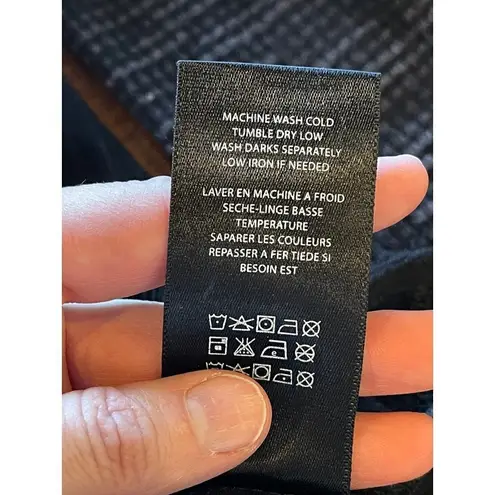 MACHINE WASH COLD
TUMBLE DRY LOW
WASH DARKS SEPARATELY
LOW IRON IF NEEDED
LAVER EN MACHINE A FROID
SECHE-LINGE BASSE
TEMPERATURE
SAPARER LES COULEURS
REPASSER A FER TIEDE SI
BESOIN EST